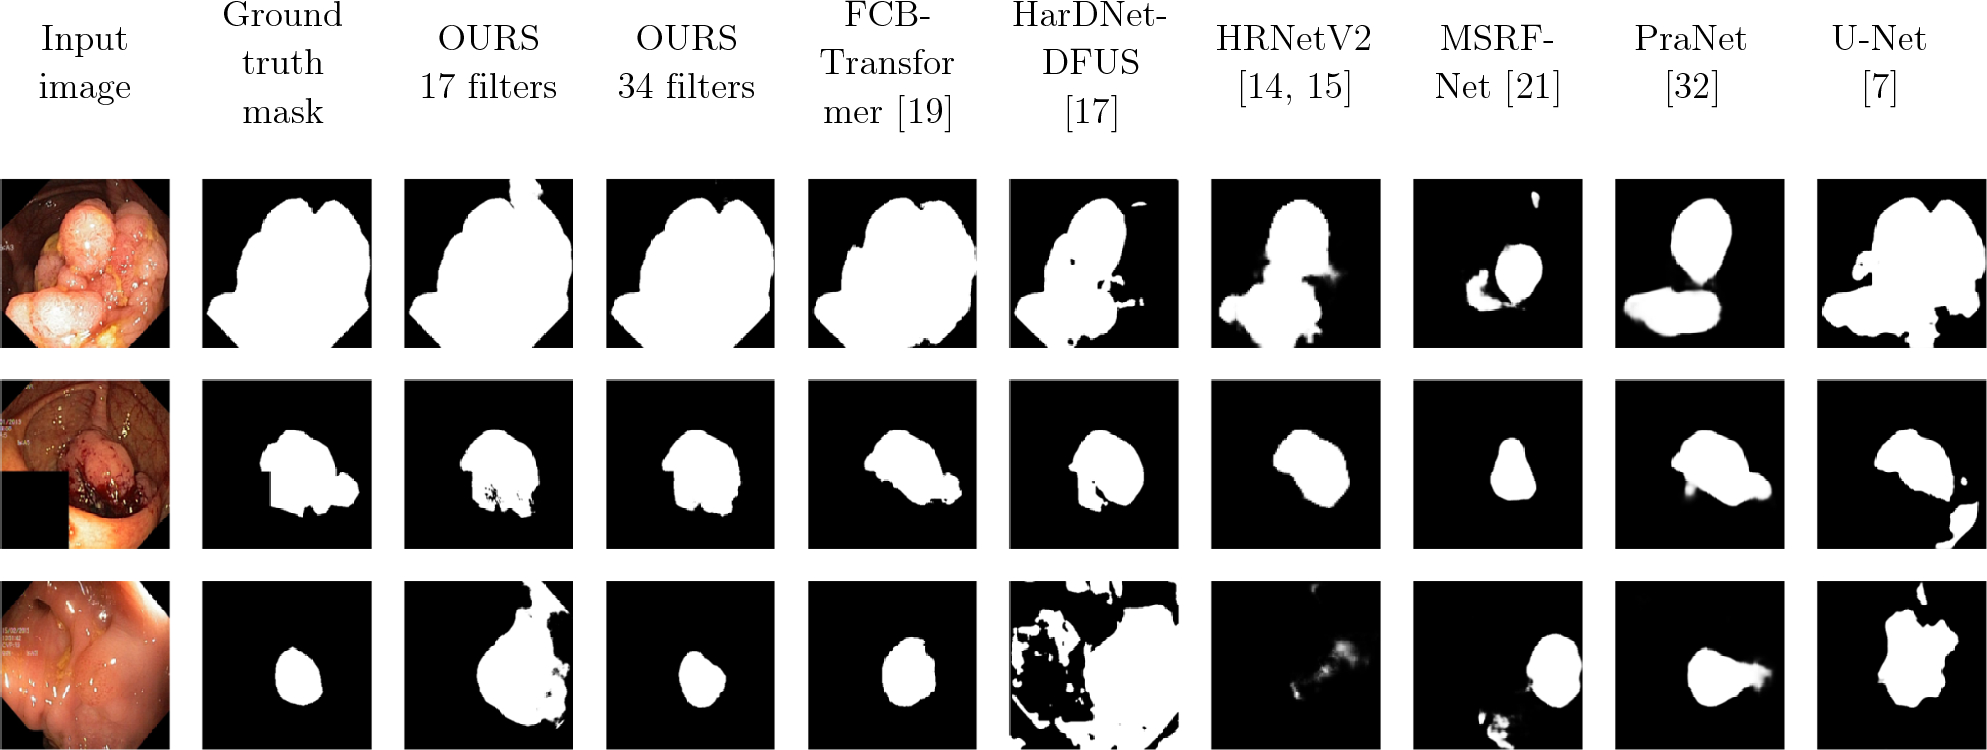 Input
image
Ground
truth
mask
OURS
17 filters
OURS
34 filters
FCB-
Transfor
mer [19]
HarDNet-
DFUS
[17]
HRNetV2
[14, 15]
MSRF-
Net [21]
PraNet
[32]
U-Net
[7]